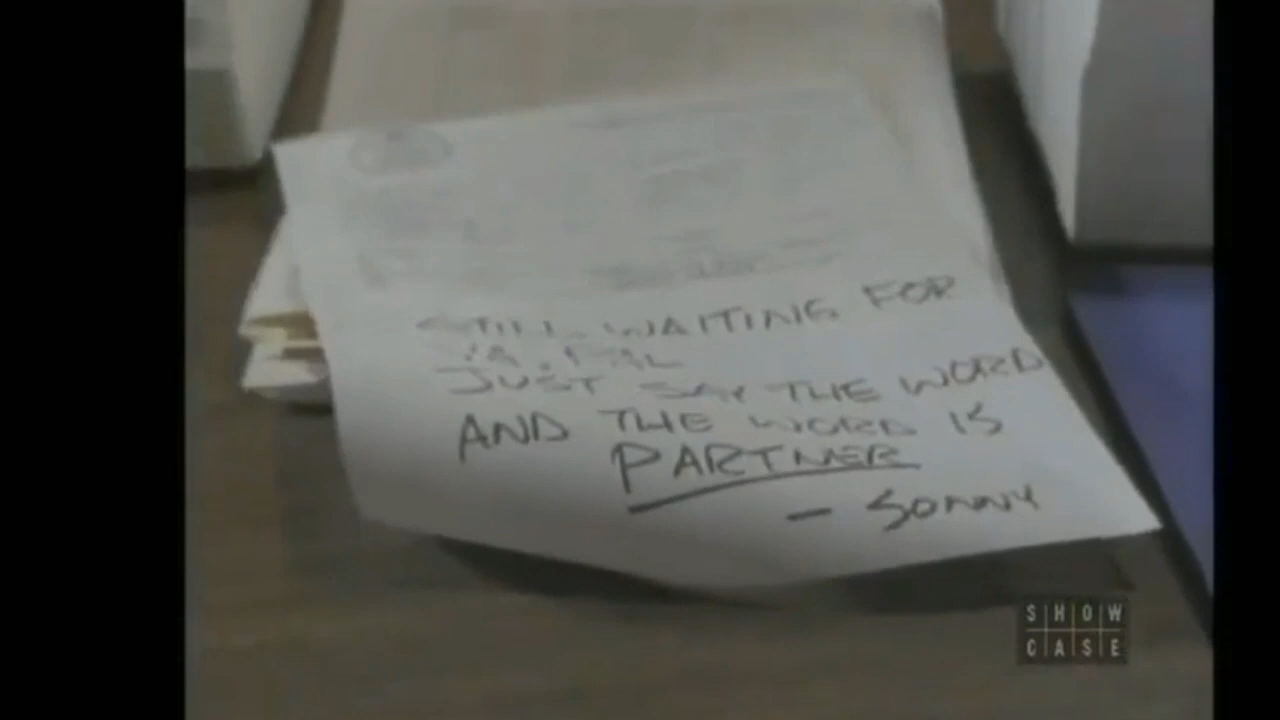 STILL WAITING FOR
YA, PAL
JUST SAY THE WORD
AND THE WORD IS
PARTNER
- SONNY
SHOW
CASE